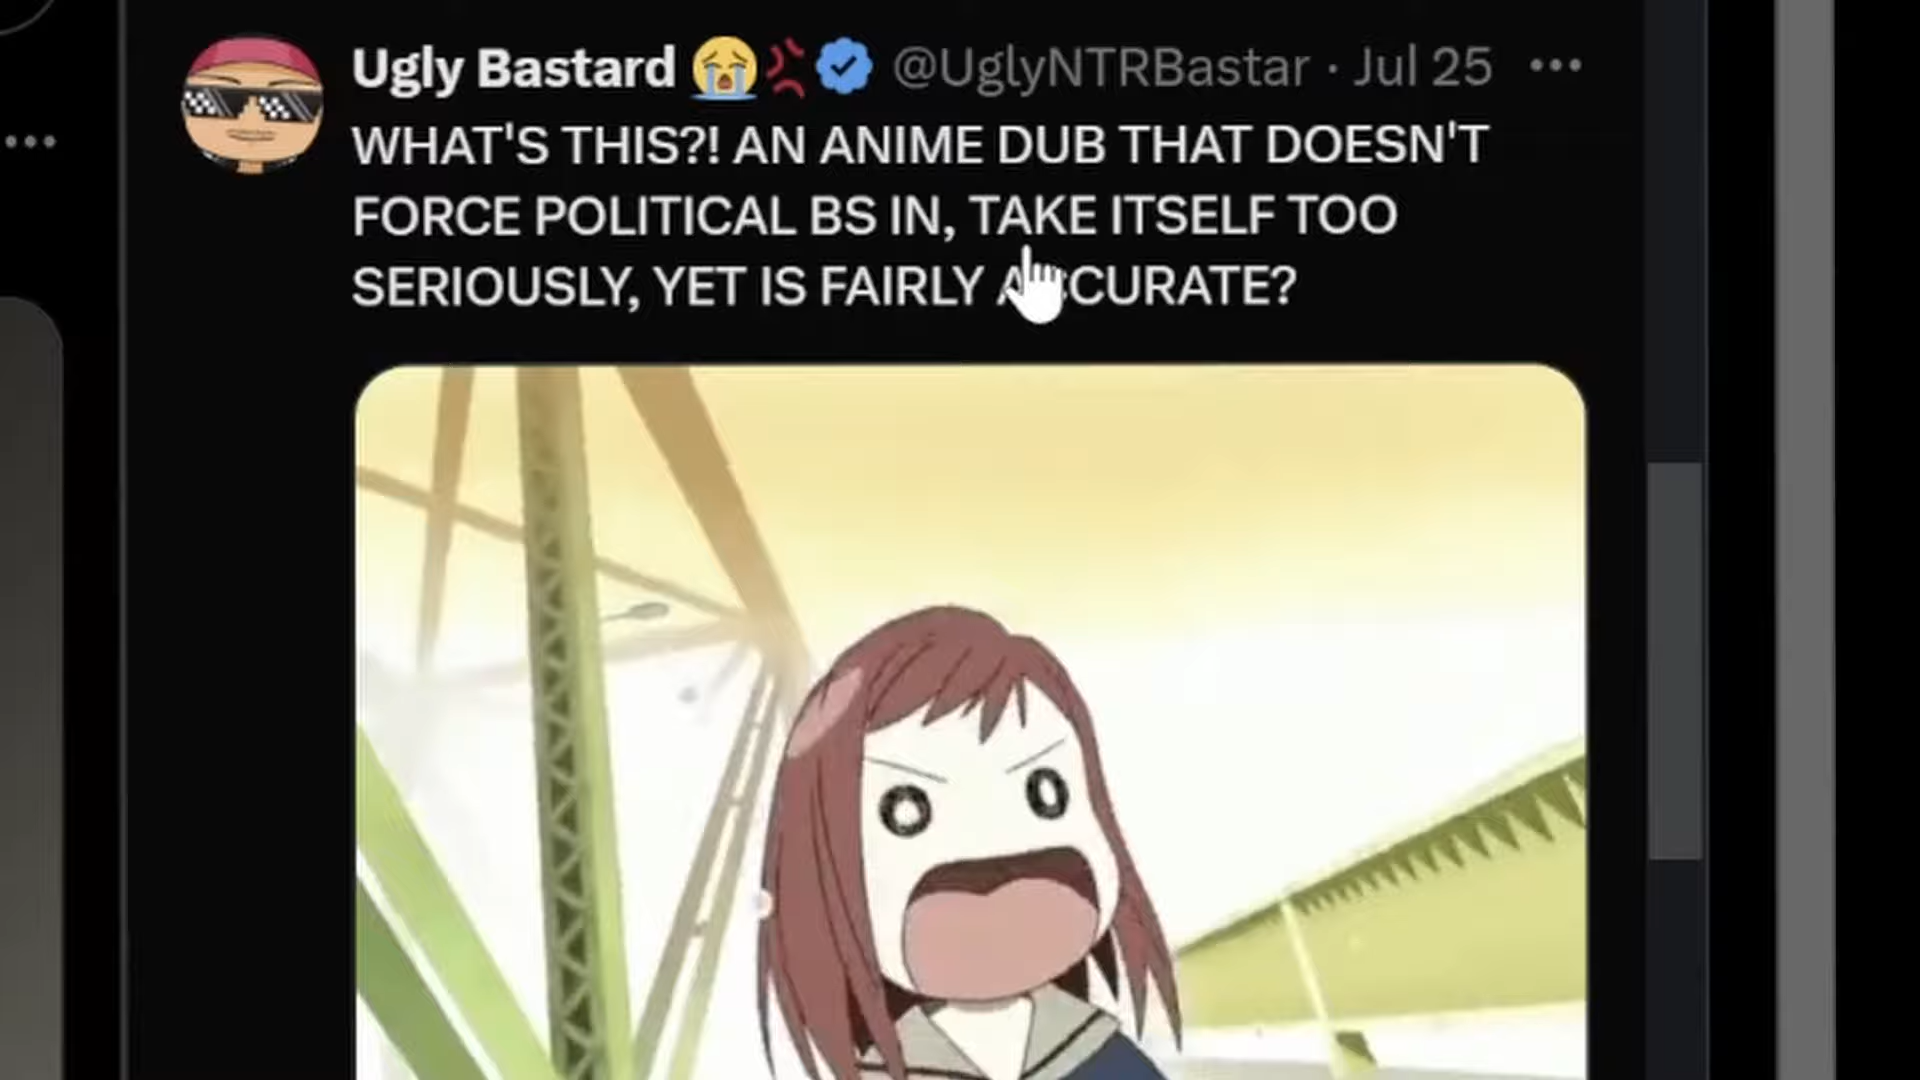 Ugly Bastard 😭💢 @UglyNTRBastar · Jul 25
WHAT'S THIS?! AN ANIME DUB THAT DOESN'T
FORCE POLITICAL BS IN, TAKE ITSELF TOO
SERIOUSLY, YET IS FAIRLY ACCURATE?